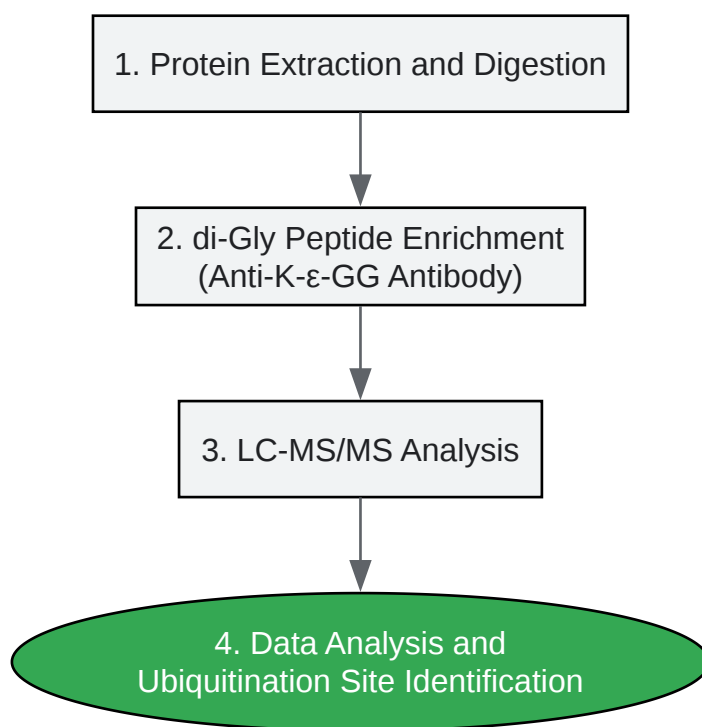 1. Protein Extraction and Digestion
2. di-Gly Peptide Enrichment
(Anti-K-ε-GG Antibody)
3. LC-MS/MS Analysis
4. Data Analysis and
Ubiquitination Site Identification